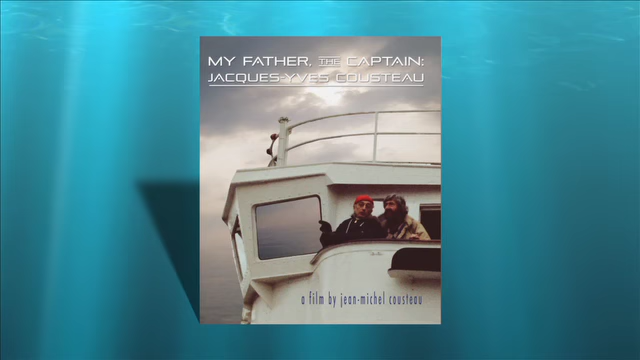 MY FATHER, THE CAPTAIN:
JACQUES-YVES COUSTEAU
a film by jean-michel cousteau